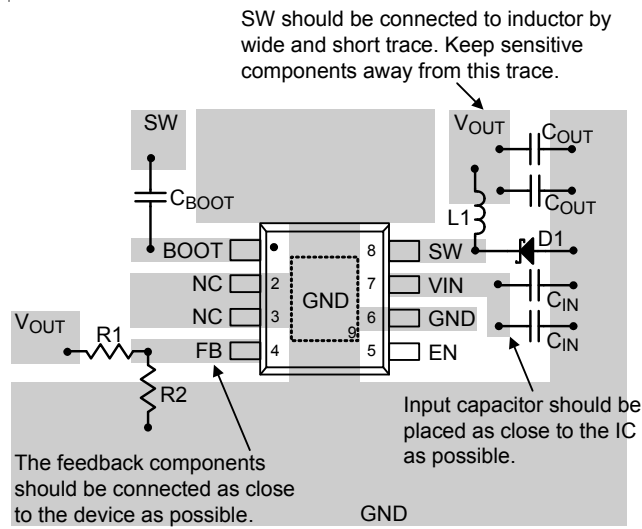 SW should be connected to inductor by
wide and short trace. Keep sensitive
components away from this trace.
SW
VOUT
COUT
CBOOT
COUT
L1
D1
BOOT
8
SW
NC
2
7
VIN
CIN
GND
NC
3
6
GND
9
CIN
VOUT
R1
FB
4
5
EN
R2
Input capacitor should be
placed as close to the IC
as possible.
The feedback components
should be connected as close
to the device as possible.
GND